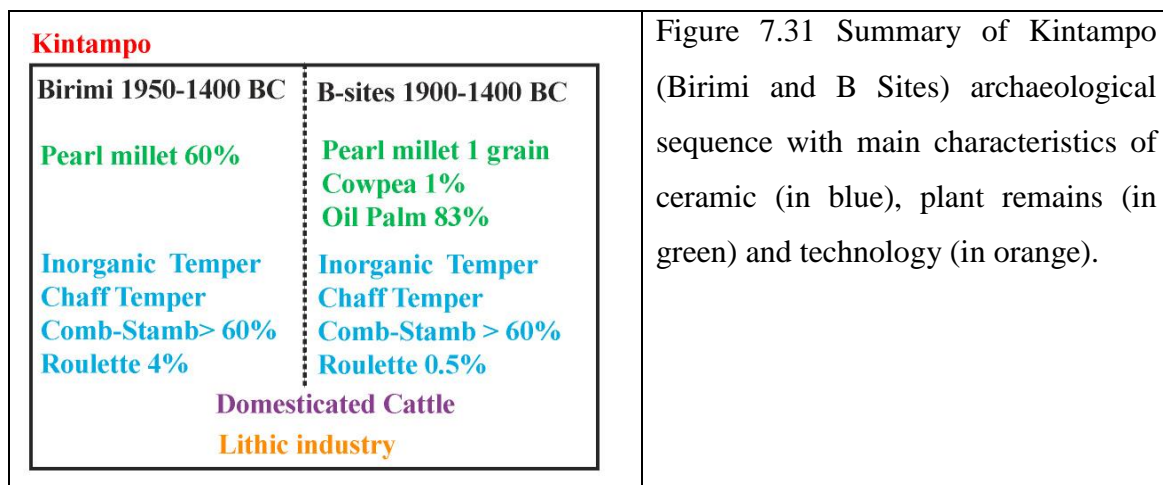 Kintampo
Birimi 1950-1400 BC
Pearl millet 60%
Inorganic Temper
Chaff Temper
Comb-Stamb> 60%
Roulette 4%
B-sites 1900-1400 BC
Pearl millet 1 grain
Cowpea 1%
Oil Palm 83%
Inorganic Temper
Chaff Temper
Comb-Stamb > 60%
Roulette 0.5%
Domesticated Cattle
Lithic industry
Figure 7.31 Summary of Kintampo
(Birimi and B Sites) archaeological
sequence with main characteristics of
ceramic (in blue), plant remains (in
green) and technology (in orange).